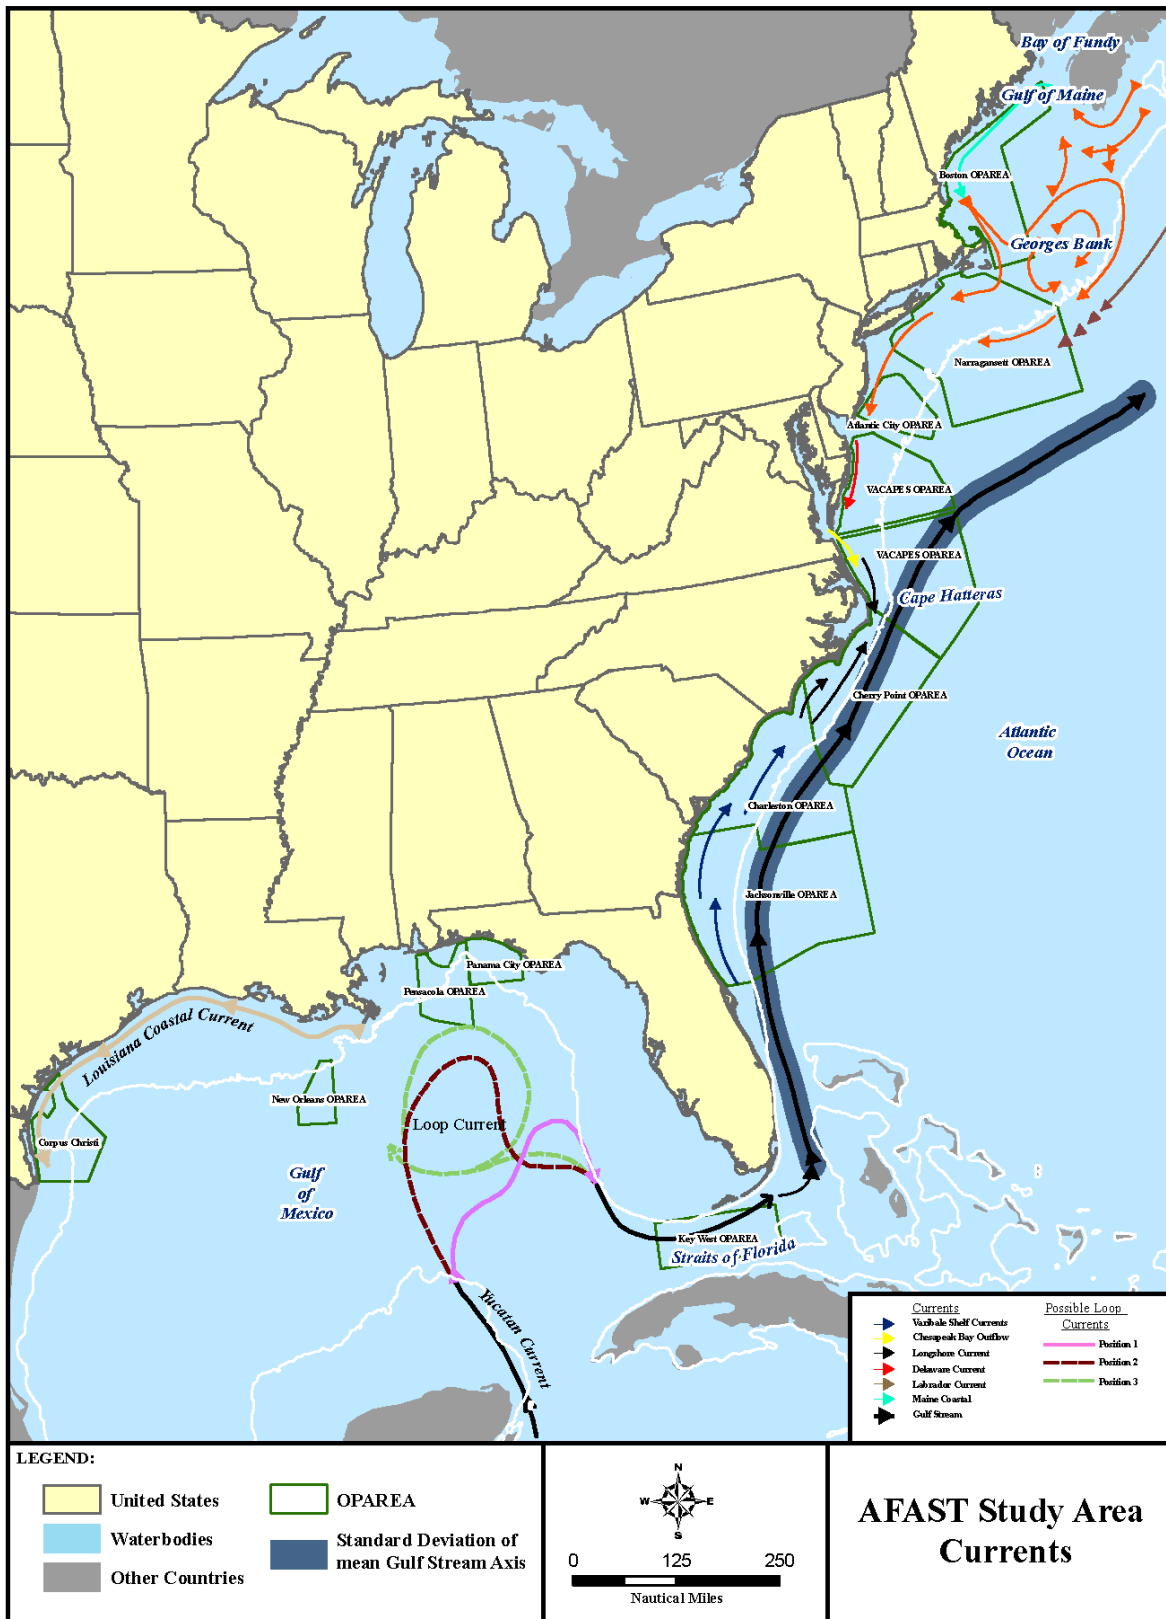 Bay of Fundy
Gulf of Maine
Boston OPAREA
Georges Bank
Narragansett OPAREA
Atlantic City OPAREA
VACAPES OPAREA
VACAPES OPAREA
Cape Hatteras
Cherry Point OPAREA
Atlantic
Ocean
Charleston OPAREA
Jacksonville OPAREA
Panama City OPAREA
Pensacola OPAREA
Louisiana Coastal Current
New Orleans OPAREA
Loop Current
Corpus Christi
Gulf
of
Mexico
Key West OPAREA
Straits of Florida
Yucatan Current
Currents
Varibale Shelf Currents
Chesapeak Bay Outflow
Longshore Current
Delaware Current
Labrador Current
Maine Coastal
Gulf Stream
Possible Loop
Currents
Position 1
Position 2
Position 3
LEGEND:
United States
Waterbodies
Other Countries
OPAREA
Standard Deviation of
mean Gulf Stream Axis
N
W E
S
0 125 250
Nautical Miles
AFAST Study Area
Currents